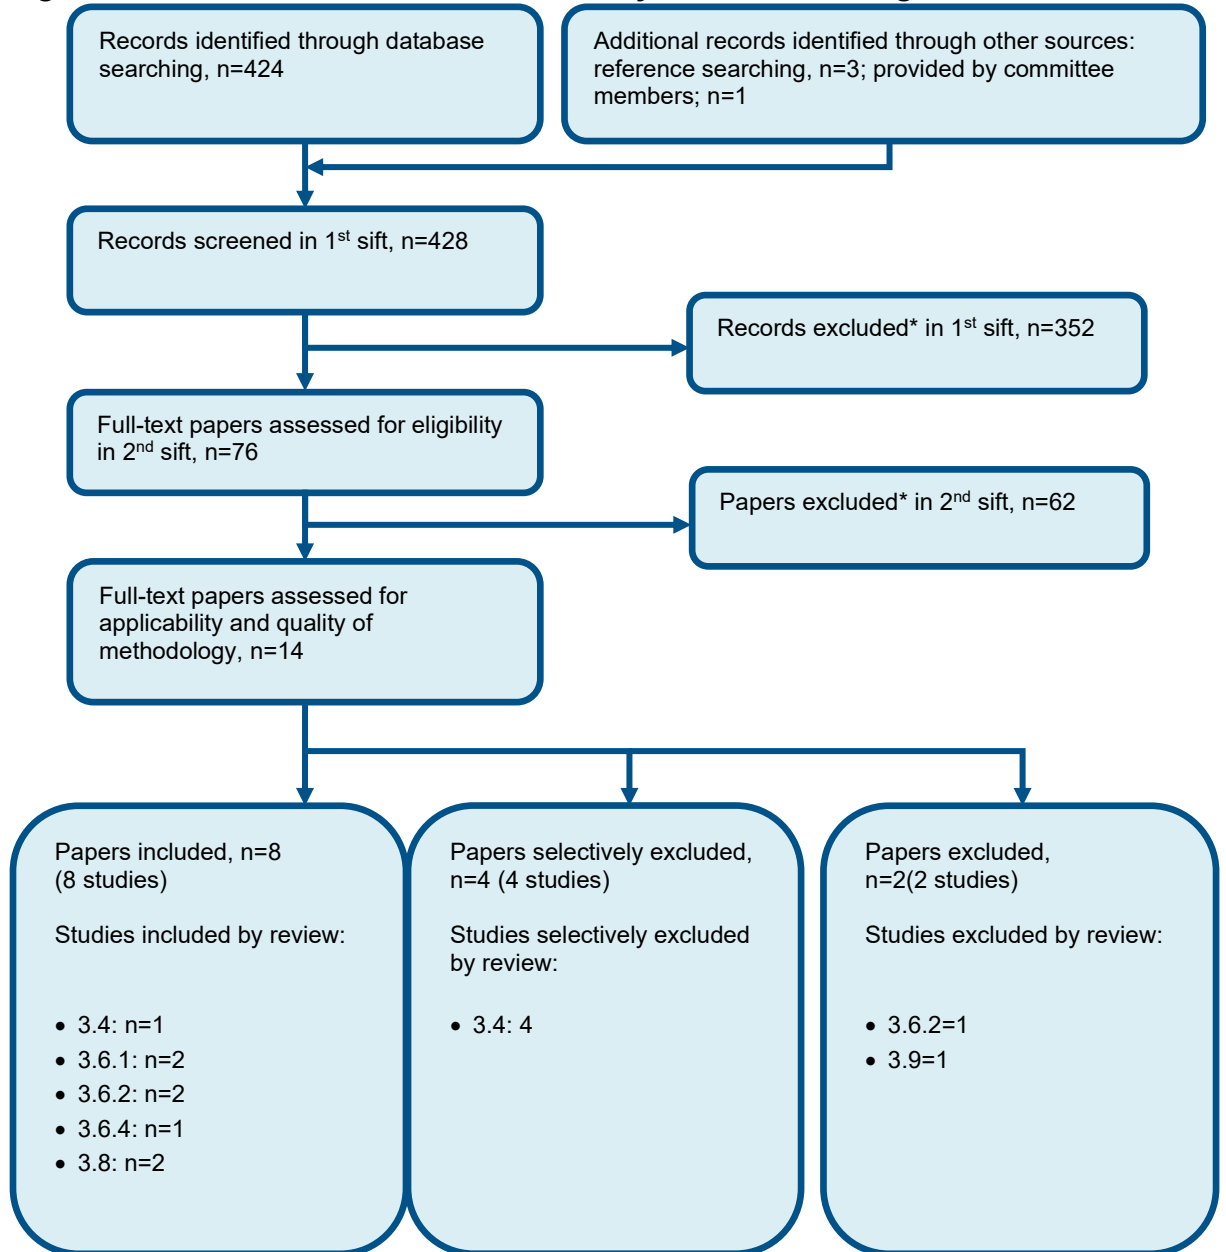 Records identified through database
searching, n=424
Additional records identified through other sources:
reference searching, n=3; provided by committee
members; n=1
Records screened in 1st sift, n=428
Records excluded* in 1st sift, n=352
Full-text papers assessed for eligibility
in 2nd sift, n=76
Papers excluded* in 2nd sift, n=62
Full-text papers assessed for
applicability and quality of
methodology, n=14
Papers included, n=8
(8 studies)
Studies included by review:
• 3.4: n=1
• 3.6.1: n=2
• 3.6.2: n=2
• 3.6.4: n=1
• 3.8: n=2
Papers selectively excluded,
n=4 (4 studies)
Studies selectively excluded
by review:
• 3.4: 4
Papers excluded,
n=2(2 studies)
Studies excluded by review:
• 3.6.2=1
• 3.9=1